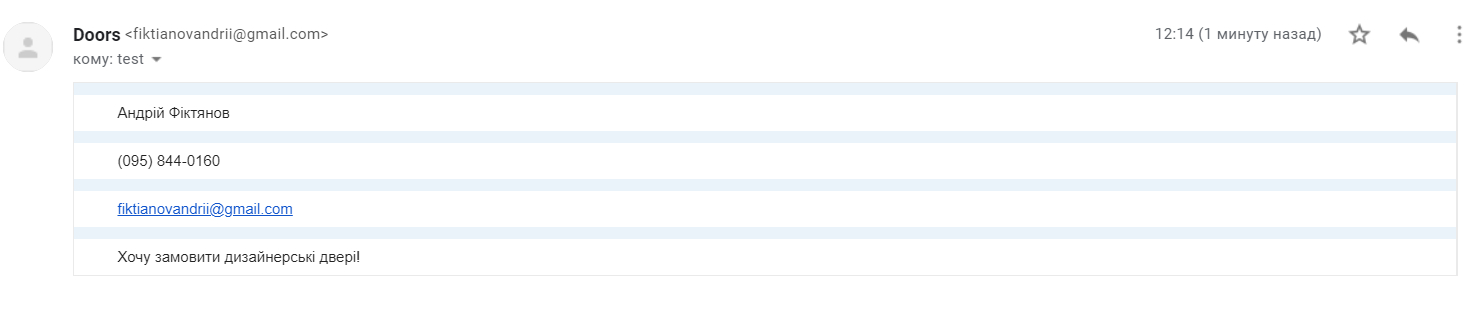 Doors <fiktianovandrii@gmail.com>
12:14 (1 минуту назад)
кому: test
Андрій Фіктянов
(095) 844-0160
fiktianovandrii@gmail.com
Хочу замовити дизайнерські двері!